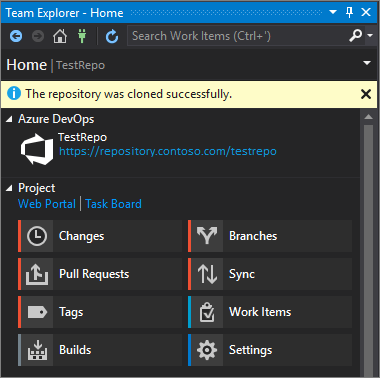 Team Explorer - Home
Search Work Items (Ctrl+')
Home | TestRepo
The repository was cloned successfully.
Azure DevOps
TestRepo
https://repository.contoso.com/testrepo
Project
Web Portal | Task Board
Changes
Branches
Pull Requests
Sync
Tags
Work Items
Builds
Settings